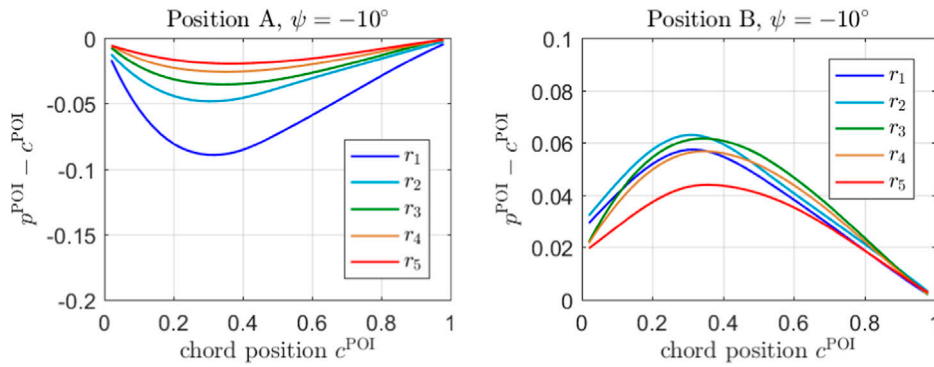 Position A, ψ = −10°
0
-0.05
-0.1
-0.15
-0.2
p^POI − c^POI
r₁
r₂
r₃
r₄
r₅
0 0.2 0.4 0.6 0.8 1
chord position c^POI
Position B, ψ = −10°
0.1
0.08
0.06
0.04
0.02
0
p^POI − c^POI
r₁
r₂
r₃
r₄
r₅
0 0.2 0.4 0.6 0.8 1
chord position c^POI